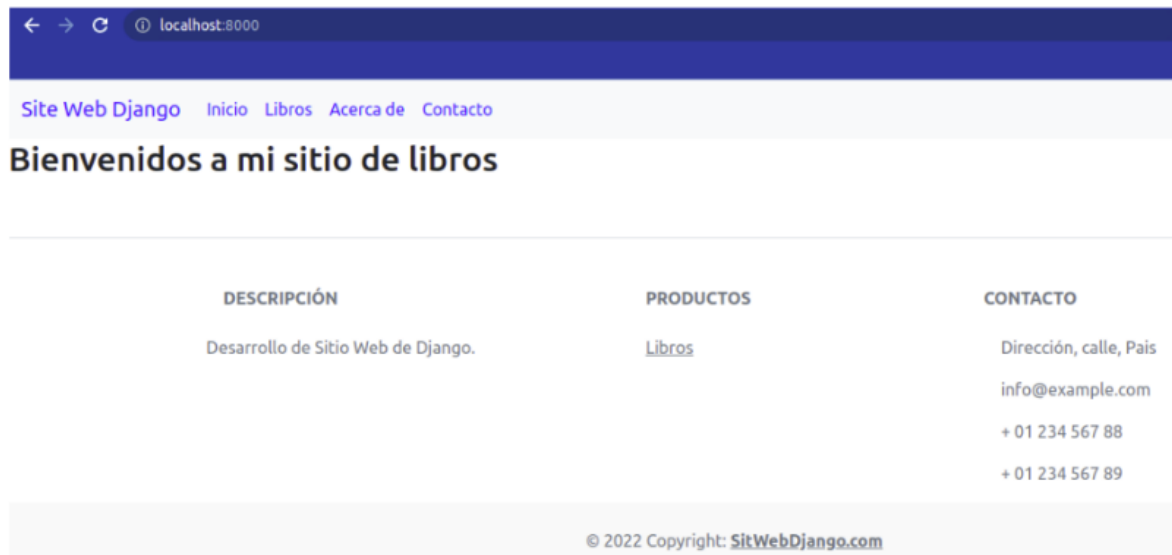 localhost:8000
Site Web Django Inicio Libros Acerca de Contacto
Bienvenidos a mi sitio de libros
DESCRIPCIÓN PRODUCTOS CONTACTO
Desarrollo de Sitio Web de Django. Libros Dirección, calle, Pais
info@example.com
+ 01 234 567 88
+ 01 234 567 89
© 2022 Copyright: SitWebDjango.com